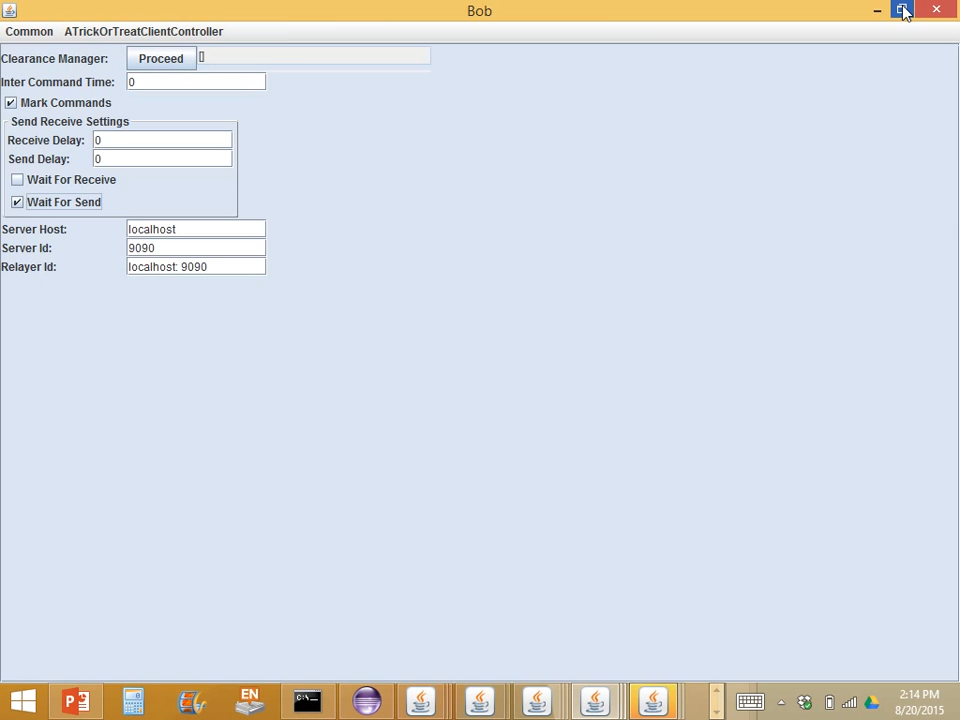 Bob
Common ATrickOrTreatClientController
Clearance Manager: Proceed []
Inter Command Time: 0
Mark Commands
Send Receive Settings
Receive Delay: 0
Send Delay: 0
Wait For Receive
Wait For Send
Server Host: localhost
Server Id: 9090
Relayer Id: localhost: 9090
EN
C:\
2:14 PM
8/20/2015